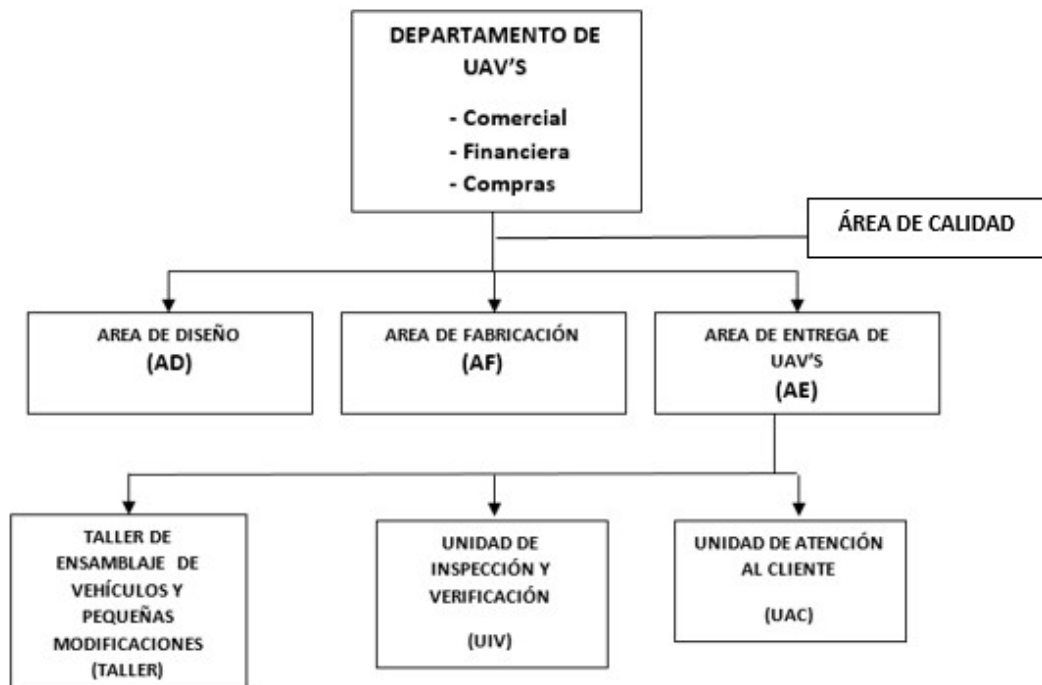 DEPARTAMENTO DE
UAV'S
- Comercial
- Financiera
- Compras
ÁREA DE CALIDAD
AREA DE DISEÑO
(AD)
AREA DE FABRICACIÓN
(AF)
AREA DE ENTREGA DE
UAV'S
(AE)
TALLER DE
ENSAMBLAJE DE
VEHÍCULOS Y
PEQUEÑAS
MODIFICACIONES
(TALLER)
UNIDAD DE
INSPECCIÓN Y
VERIFICACIÓN
(UIV)
UNIDAD DE ATENCIÓN
AL CLIENTE
(UAC)